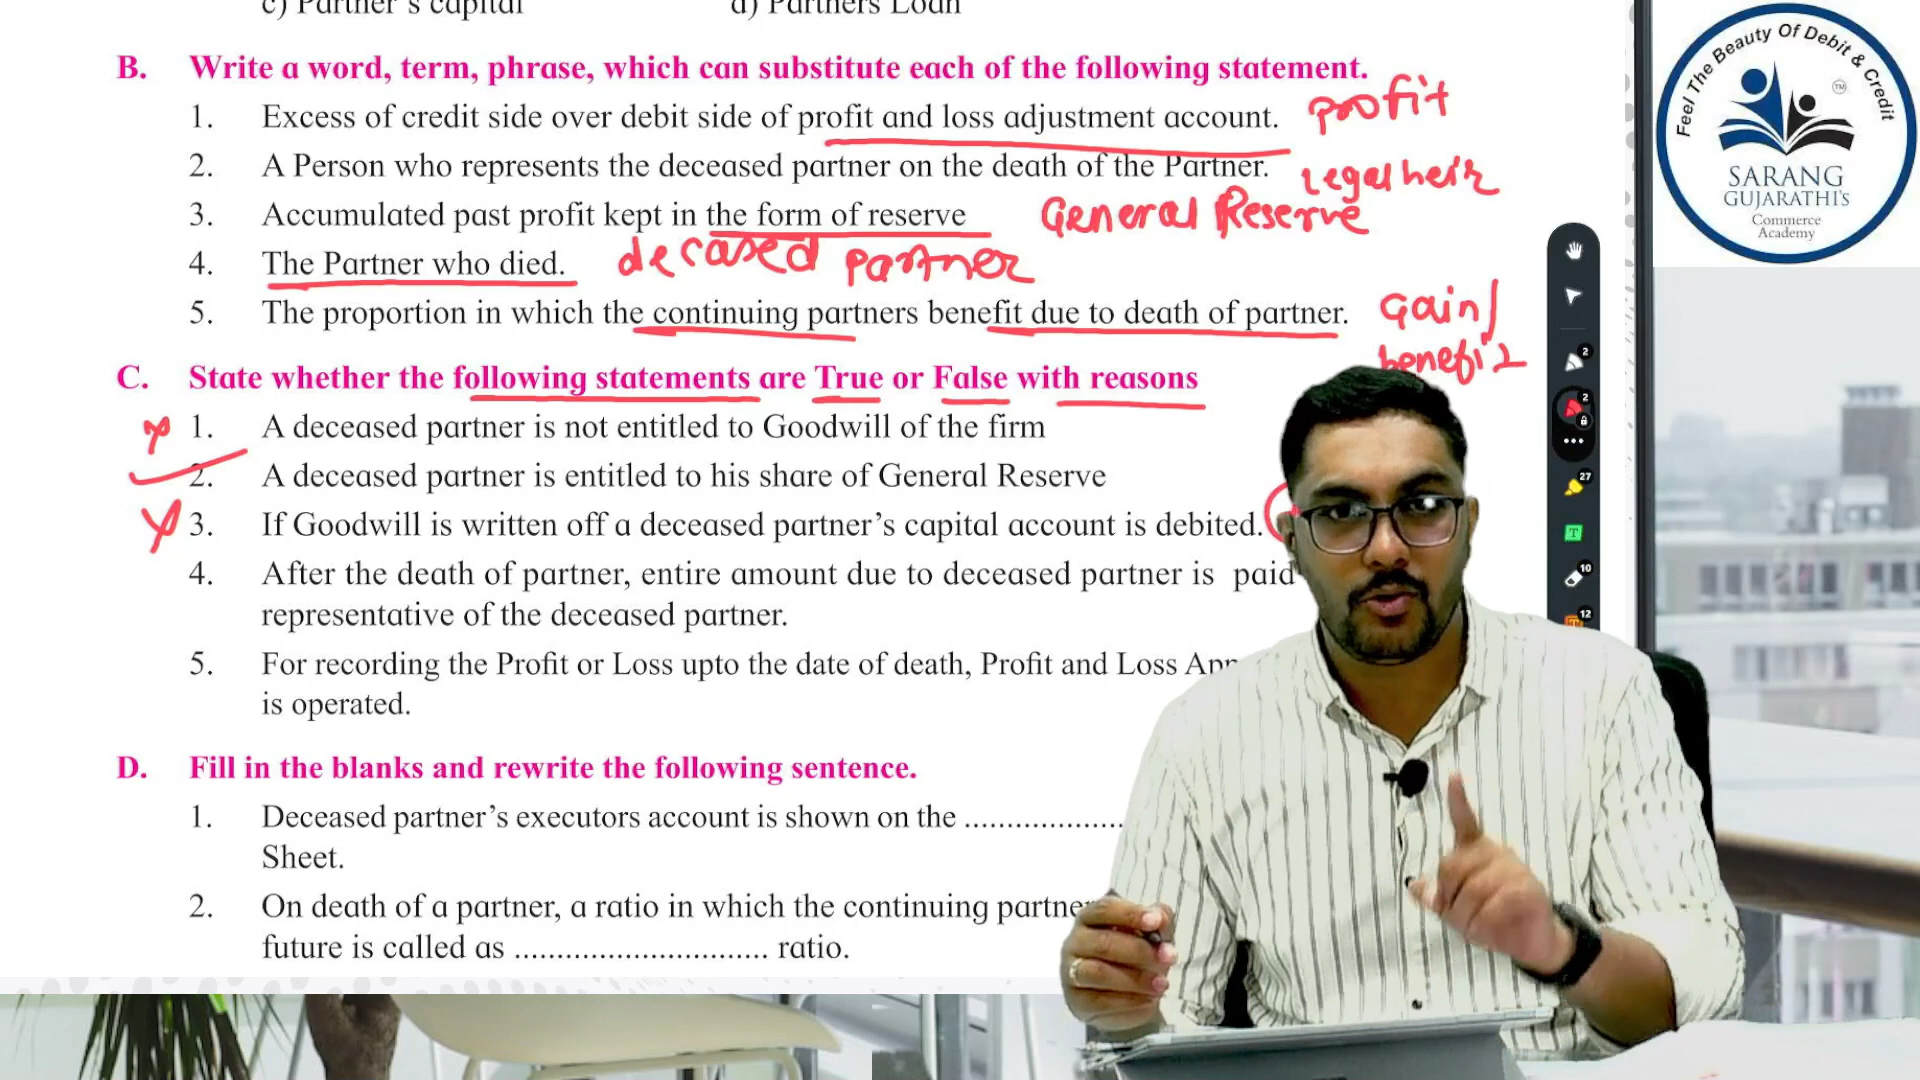 c) Partner's capital d) Partners Loan
B. Write a word, term, phrase, which can substitute each of the following statement.
1. Excess of credit side over debit side of profit and loss adjustment account. profit
2. A Person who represents the deceased partner on the death of the Partner. Legal heir
3. Accumulated past profit kept in the form of reserve General Reserve
4. The Partner who died. decased partner
5. The proportion in which the continuing partners benefit due to death of partner. Gain/
benefit
C. State whether the following statements are True or False with reasons
1. A deceased partner is not entitled to Goodwill of the firm
2. A deceased partner is entitled to his share of General Reserve
3. If Goodwill is written off a deceased partner's capital account is debited.
4. After the death of partner, entire amount due to deceased partner is paid
representative of the deceased partner.
5. For recording the Profit or Loss upto the date of death, Profit and Loss
is operated.
D. Fill in the blanks and rewrite the following sentence.
1. Deceased partner's executors account is shown on the ...................
Sheet.
2. On death of a partner, a ratio in which the continuing
future is called as .............................. ratio.
Feel The Beauty Of Debit & Credit
TM
SARANG
GUJARATHI'S
Commerce
Academy
2
2
27
T
10
12